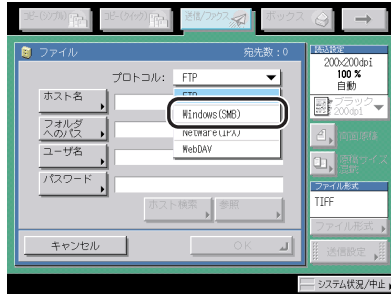 コピー(シンプル)
コピー(クイック)
送信/ファクス
ボックス
ファイル
宛先数：0
プロトコル：
FTP
FTP
Windows(SMB)
NetWare(IPX)
WebDAV
ホスト名
フォルダ
へのパス
ユーザ名
パスワード
ホスト検索
参照
キャンセル
OK
読込設定
200×200dpi
100 %
自動
ブラック
200dpi
両面原稿
原稿サイズ
混載
ファイル形式
TIFF
ファイル形式
送信設定
システム状況/中止